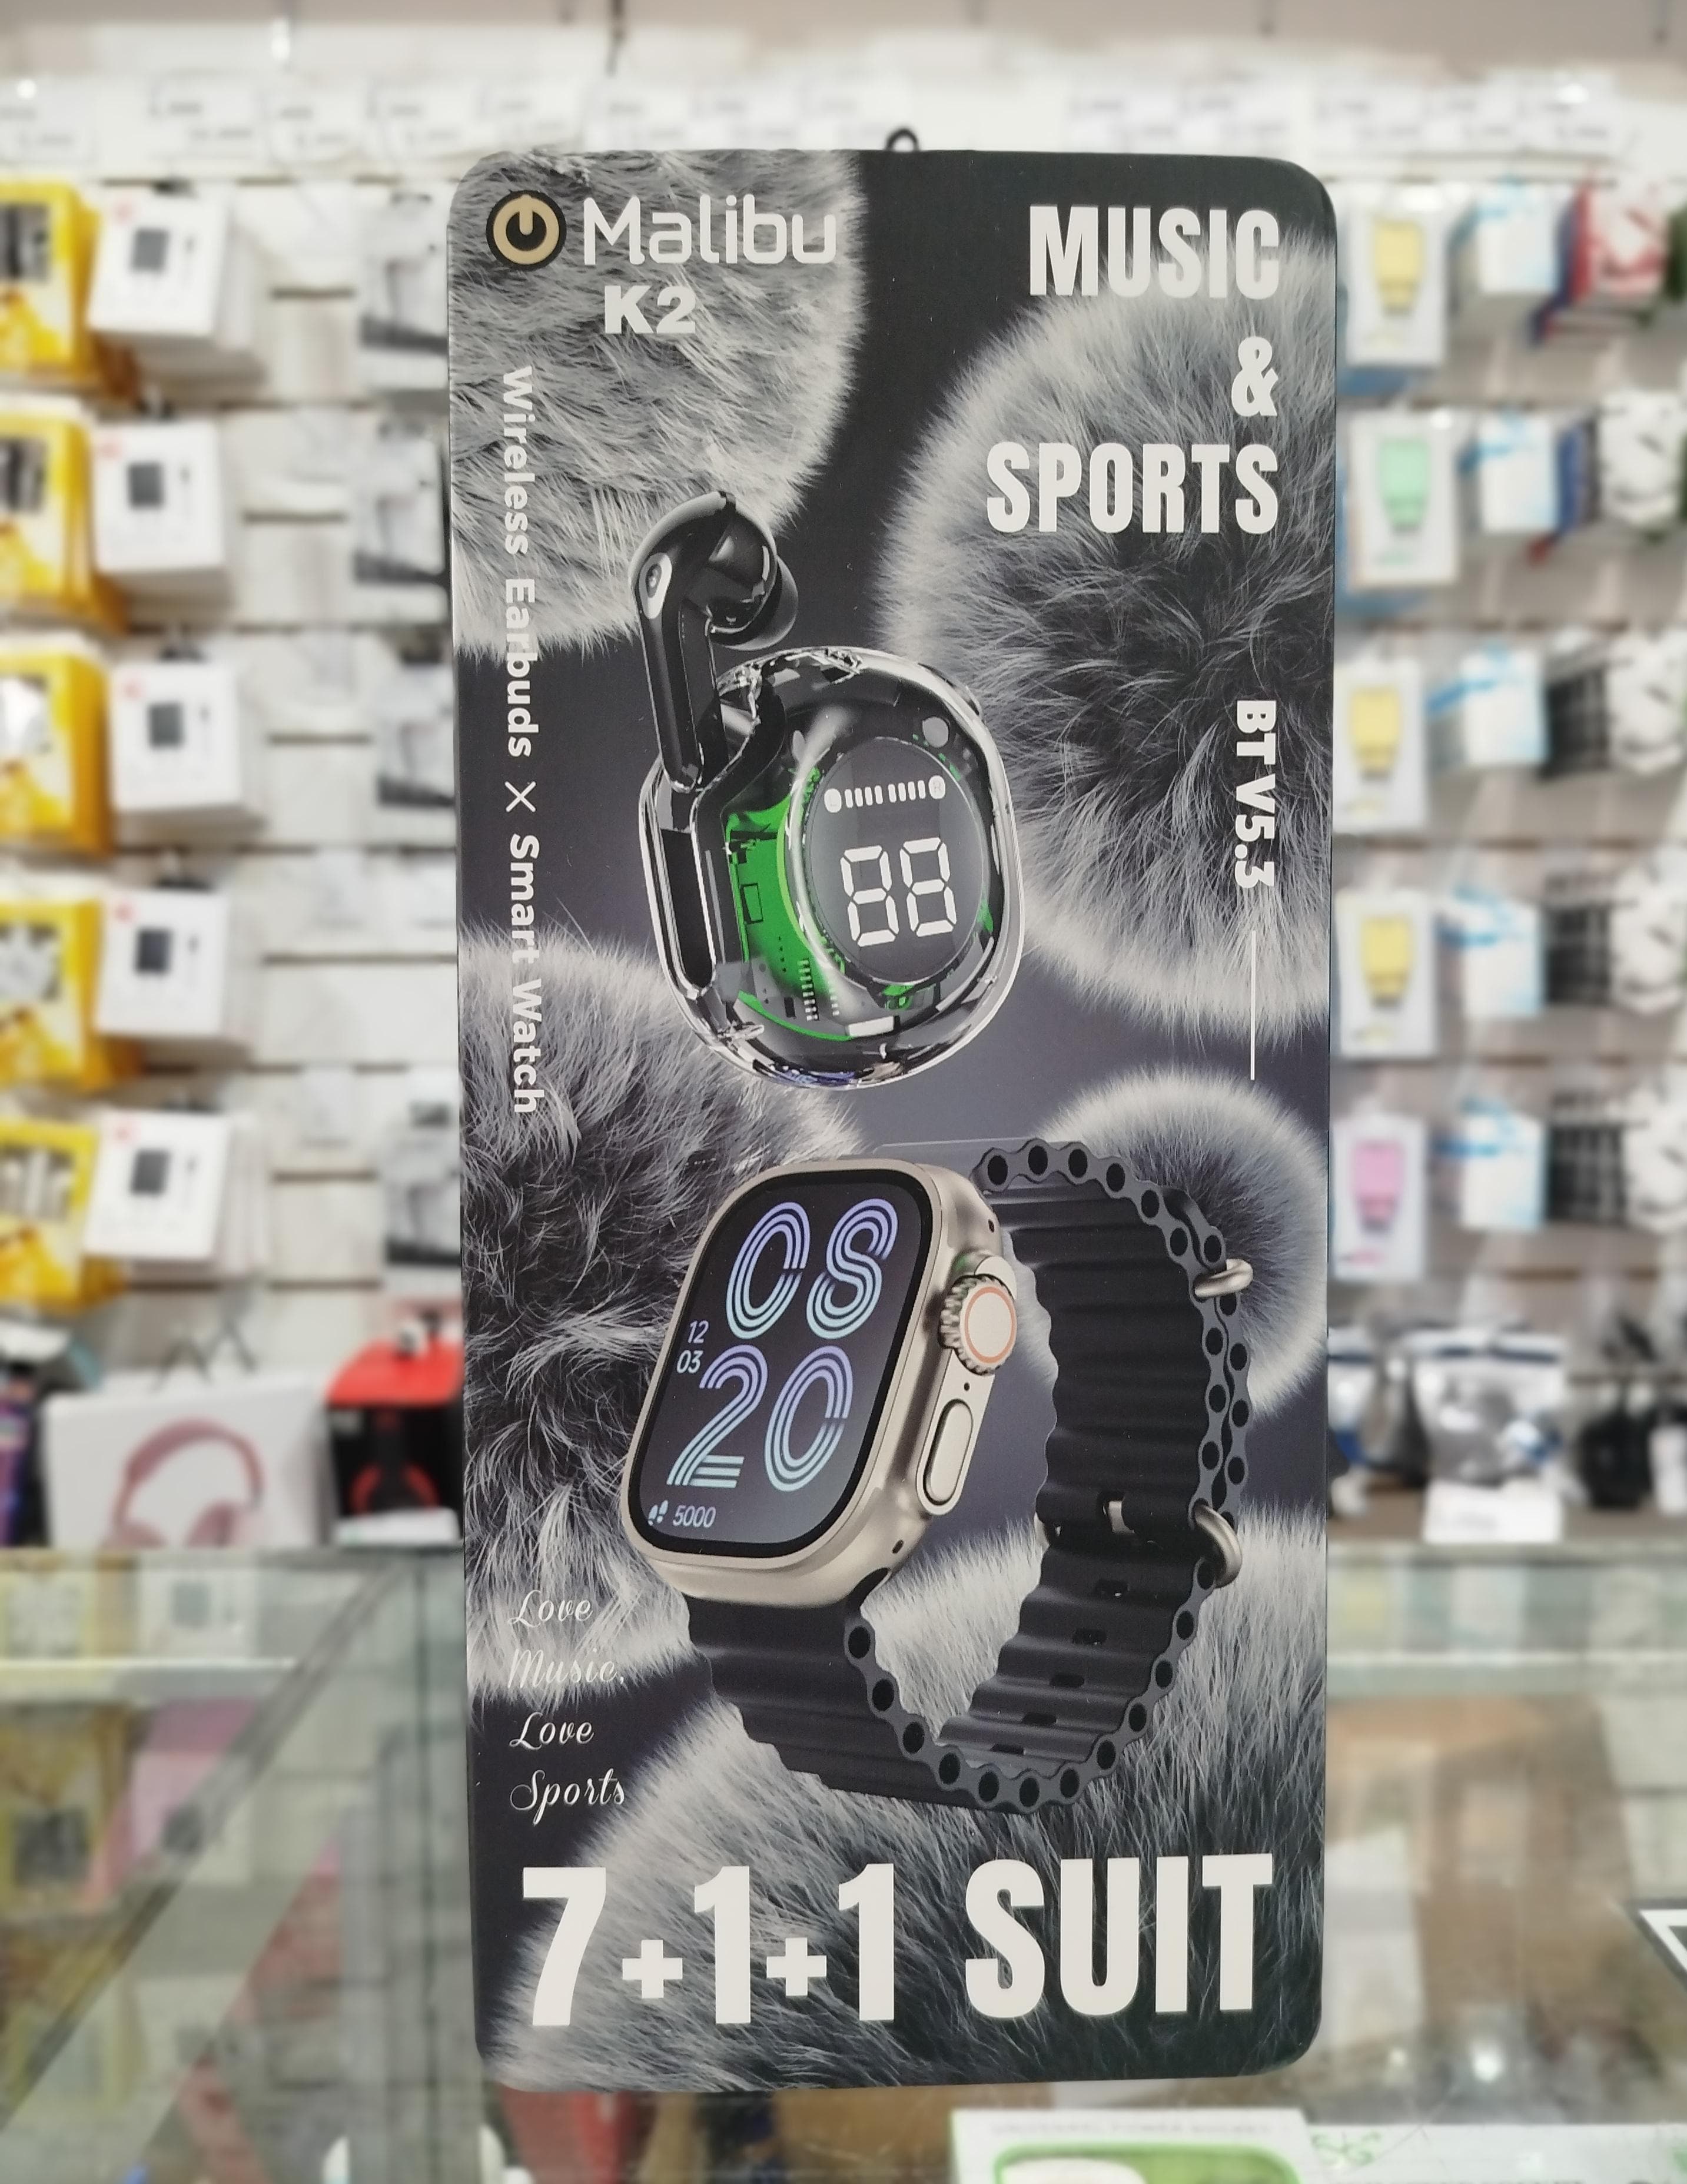 Malibu
K2
MUSIC
&
SPORTS
Wireless Earbuds X Smart Watch
BT V5.3
88
08
12
03
20
5000
Love
Music.
Love
Sports
7+1+1 SUIT